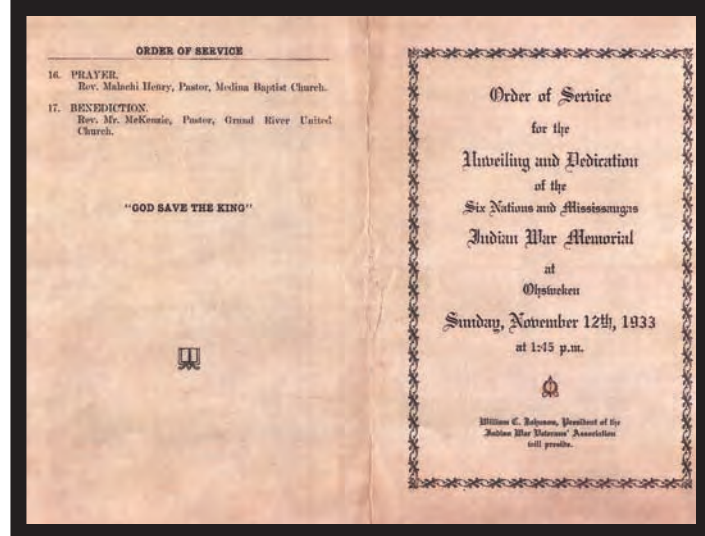 ORDER OF SERVICE
16. PRAYER.
Rev. Malachi Henry, Pastor, Medina Baptist Church.
17. BENEDICTION.
Rev. Mr. McKenzie, Pastor, Grand River United
Church.
"GOD SAVE THE KING"
Order of Service
for the
Unveiling and Dedication
of the
Six Nations and Mississaugas
Indian War Memorial
at
Ohsweken
Sunday, November 12th, 1933
at 1:45 p.m.
William C. Johnson, President of the
Indian War Veterans' Association
will preside.